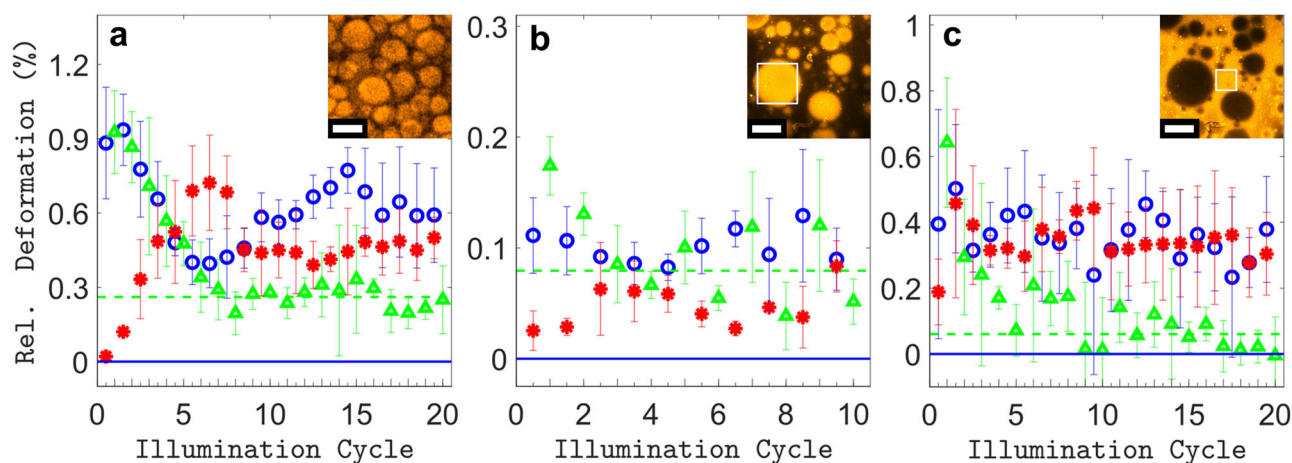 a
b
c
Rel. Deformation (%)
1.2
0.9
0.6
0.3
0
0.3
0.2
0.1
0
1
0.8
0.6
0.4
0.2
0
0 5 10 15 20
0 2 4 6 8 10
0 5 10 15 20
Illumination Cycle
Illumination Cycle
Illumination Cycle